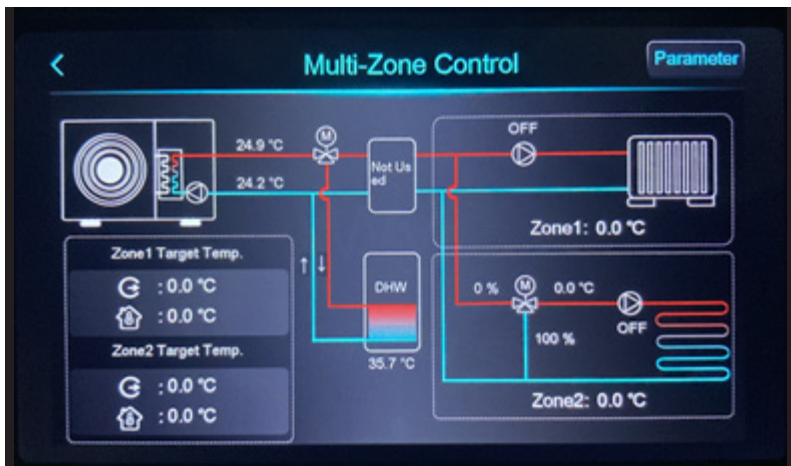 Multi-Zone Control
Parameter
24.9 °C
M
OFF
Not Us
ed
24.2 °C
Zone1: 0.0 °C
Zone1 Target Temp.
: 0.0 °C
: 0.0 °C
DHW
0 %
M
0.0 °C
OFF
100 %
Zone2 Target Temp.
35.7 °C
: 0.0 °C
Zone2: 0.0 °C
: 0.0 °C